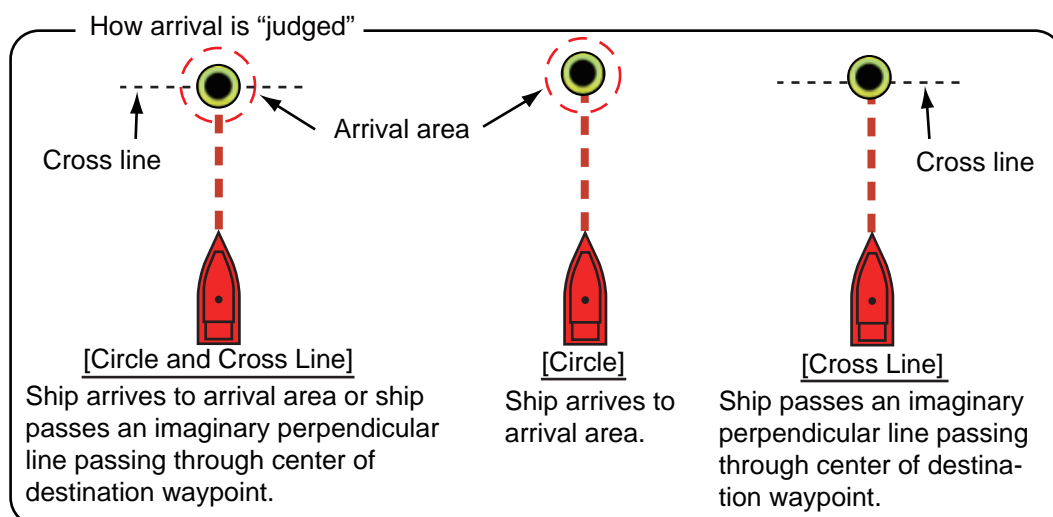 How arrival is “judged”
Arrival area
Cross line
Cross line
[Circle and Cross Line]
Ship arrives to arrival area or ship
passes an imaginary perpendicular
line passing through center of
destination waypoint.
[Circle]
Ship arrives to
arrival area.
[Cross Line]
Ship passes an imaginary
perpendicular line passing
through center of destina-
tion waypoint.